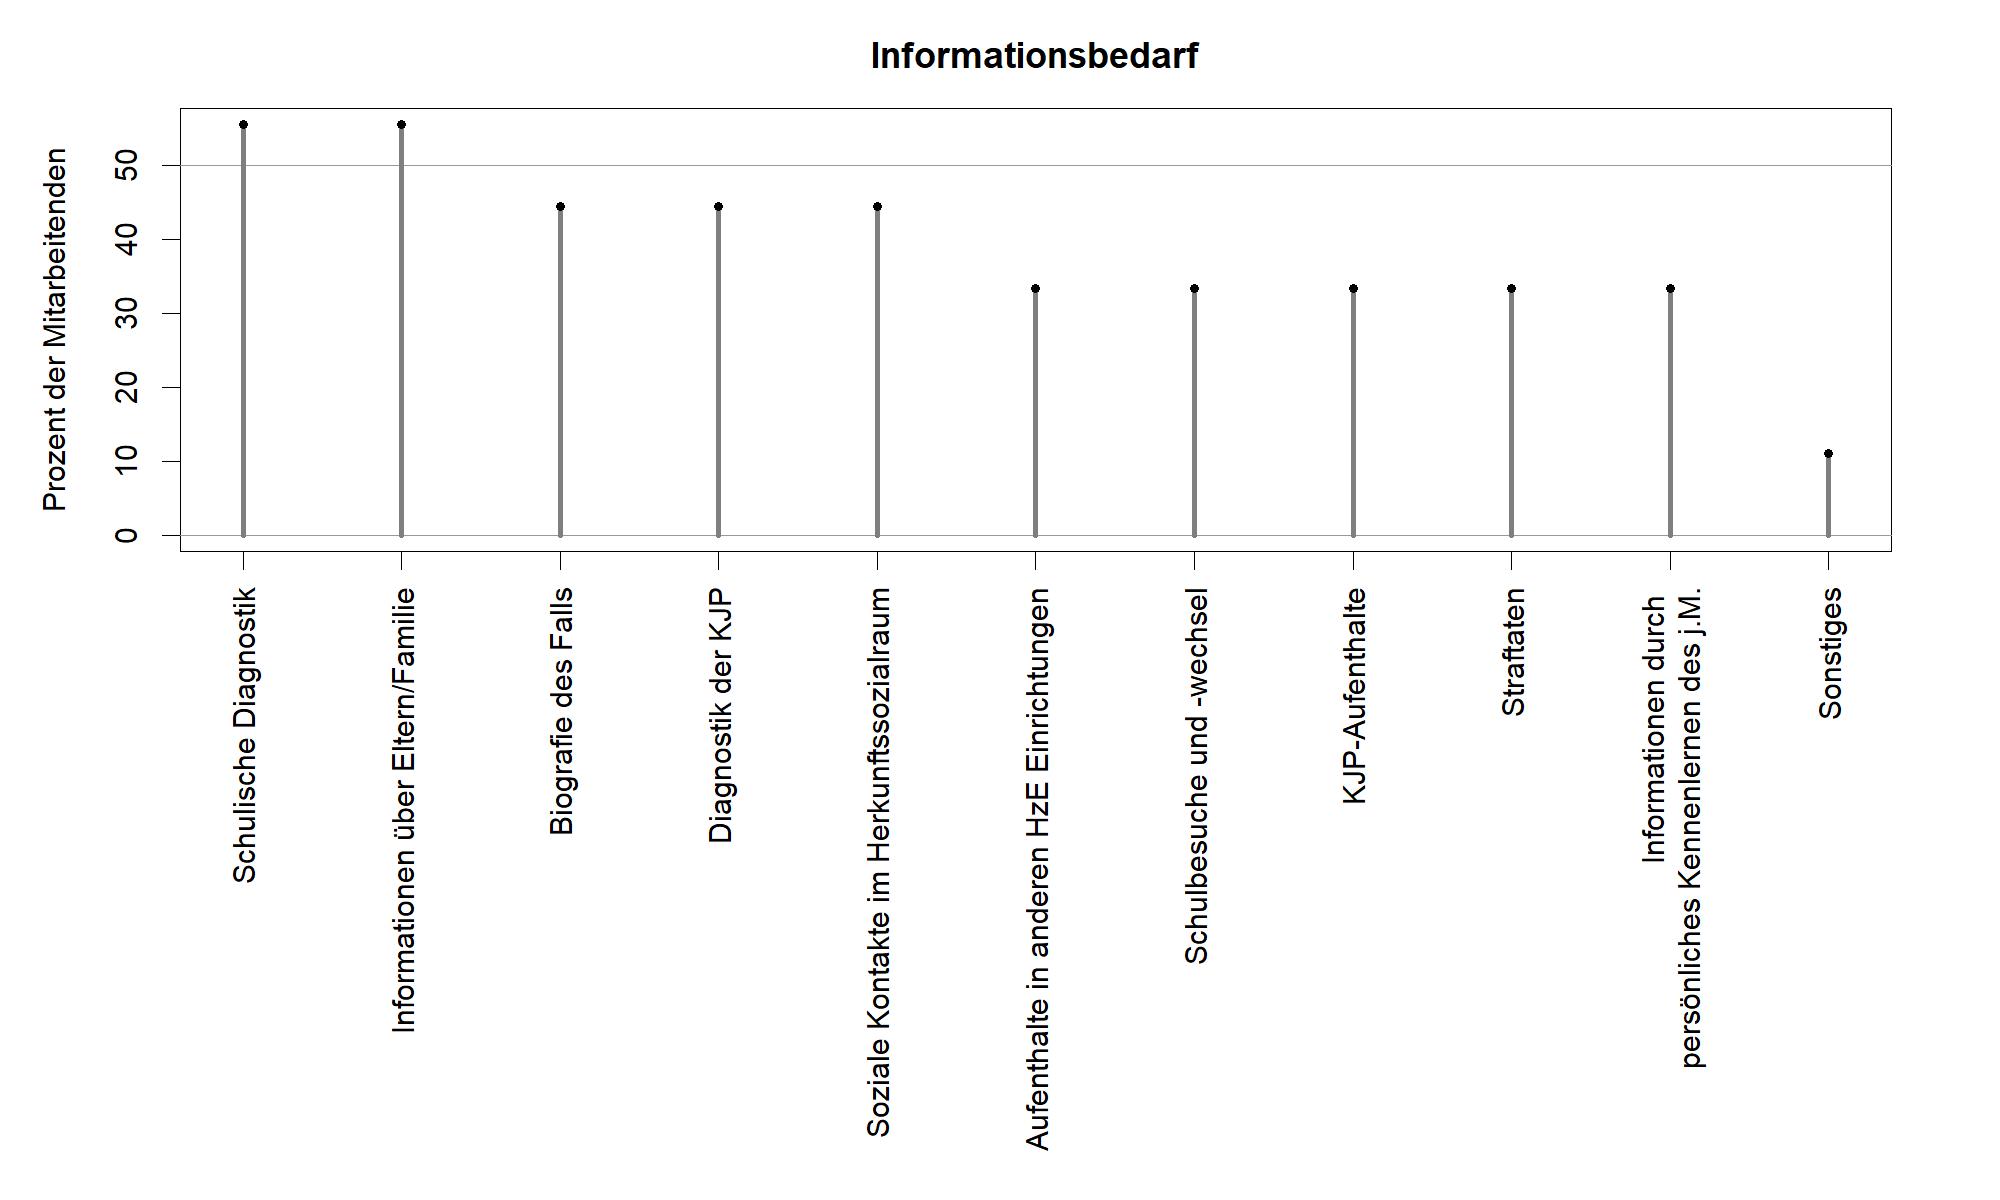 Informationsbedarf
Prozent der Mitarbeitenden
50
40
30
20
10
0
Schulische Diagnostik
Informationen über Eltern/Familie
Biografie des Falls
Diagnostik der KJP
Soziale Kontakte im Herkunftssozialraum
Aufenthalte in anderen HzE Einrichtungen
Schulbesuche und -wechsel
KJP-Aufenthalte
Straftaten
Informationen durch
persönliches Kennenlernen des j.M.
Sonstiges